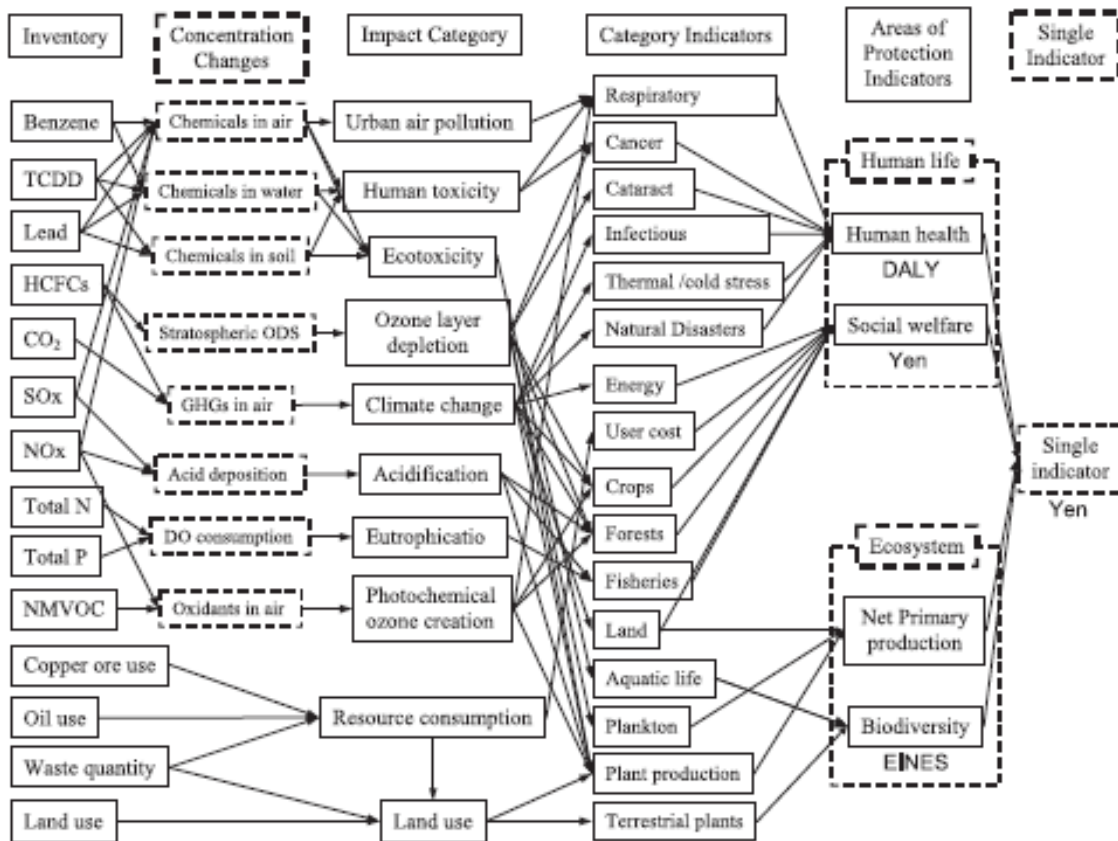 Inventory
Concentration
Changes
Impact Category
Category Indicators
Areas of
Protection
Indicators
Single
Indicator
Benzene
TCDD
Lead
HCFCs
CO₂
SOx
NOx
Total N
Total P
NMVOC
Copper ore use
Oil use
Waste quantity
Land use
Chemicals in air
Chemicals in water
Chemicals in soil
Stratospheric ODS
GHGs in air
Acid deposition
DO consumption
Oxidants in air
Urban air pollution
Human toxicity
Ecotoxicity
Ozone layer
depletion
Climate change
Acidification
Eutrophicatio
Photochemical
ozone creation
Resource consumption
Land use
Respiratory
Cancer
Cataract
Infectious
Thermal /cold stress
Natural Disasters
Energy
User cost
Crops
Forests
Fisheries
Land
Aquatic life
Plankton
Plant production
Terrestrial plants
Human life
Human health
DALY
Social welfare
Yen
Ecosystem
Net Primary
production
Biodiversity
EINES
Single
indicator
Yen